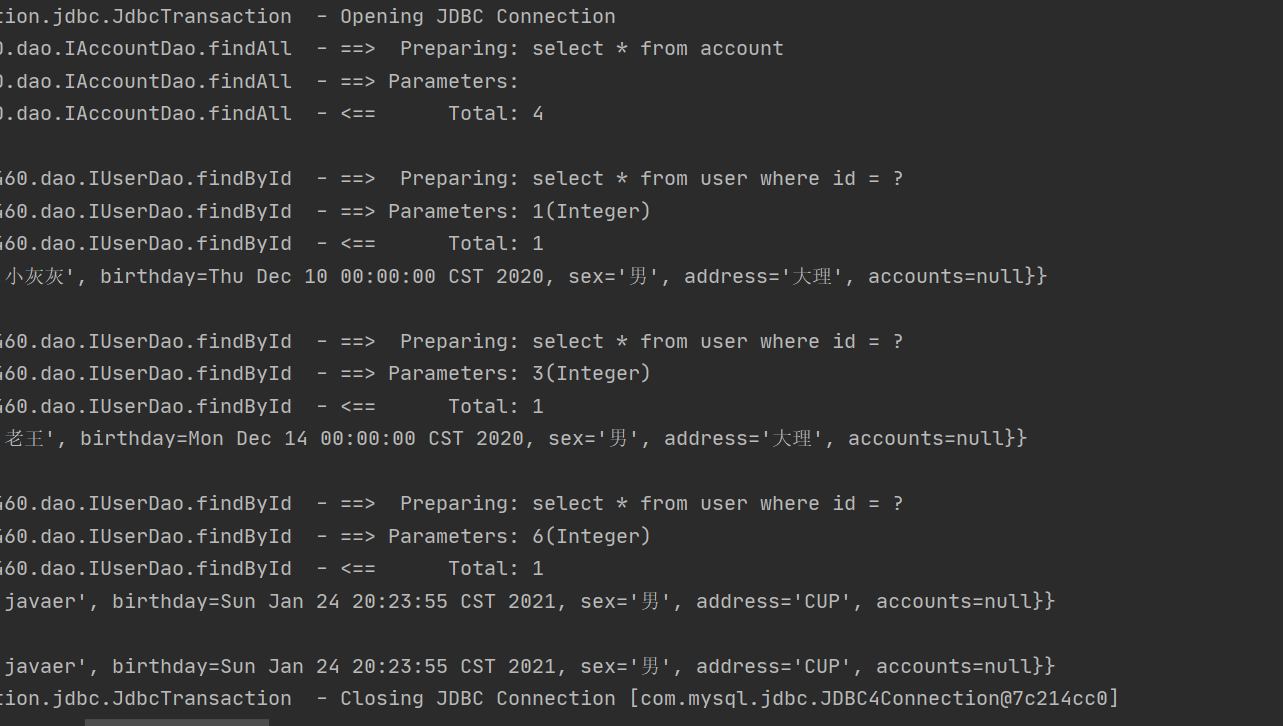 tion.jdbc.JdbcTransaction  - Opening JDBC Connection
.dao.IAccountDao.findAll  - ==>  Preparing: select * from account
.dao.IAccountDao.findAll  - ==> Parameters:
.dao.IAccountDao.findAll  - <==      Total: 4
60.dao.IUserDao.findById  - ==>  Preparing: select * from user where id = ?
60.dao.IUserDao.findById  - ==> Parameters: 1(Integer)
60.dao.IUserDao.findById  - <==      Total: 1
小灰灰', birthday=Thu Dec 10 00:00:00 CST 2020, sex='男', address='大理', accounts=null}}
60.dao.IUserDao.findById  - ==>  Preparing: select * from user where id = ?
60.dao.IUserDao.findById  - ==> Parameters: 3(Integer)
60.dao.IUserDao.findById  - <==      Total: 1
老王', birthday=Mon Dec 14 00:00:00 CST 2020, sex='男', address='大理', accounts=null}}
60.dao.IUserDao.findById  - ==>  Preparing: select * from user where id = ?
60.dao.IUserDao.findById  - ==> Parameters: 6(Integer)
60.dao.IUserDao.findById  - <==      Total: 1
javaer', birthday=Sun Jan 24 20:23:55 CST 2021, sex='男', address='CUP', accounts=null}}
javaer', birthday=Sun Jan 24 20:23:55 CST 2021, sex='男', address='CUP', accounts=null}}
tion.jdbc.JdbcTransaction  - Closing JDBC Connection [com.mysql.jdbc.JDBC4Connection@7c214cc0]